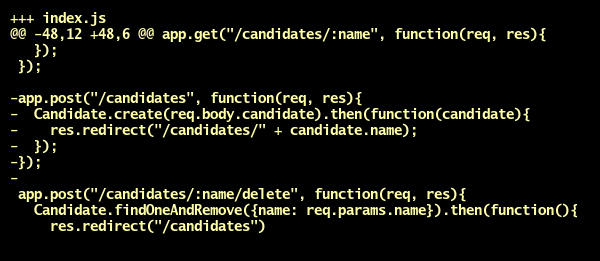 +++ index.js
@@ -48,12 +48,6 @@ app.get("/candidates/:name", function(req, res){
   });
 });

-app.post("/candidates", function(req, res){
-  Candidate.create(req.body.candidate).then(function(candidate){
-    res.redirect("/candidates/" + candidate.name);
-  });
-});
-
 app.post("/candidates/:name/delete", function(req, res){
   Candidate.findOneAndRemove({name: req.params.name}).then(function(){
     res.redirect("/candidates")